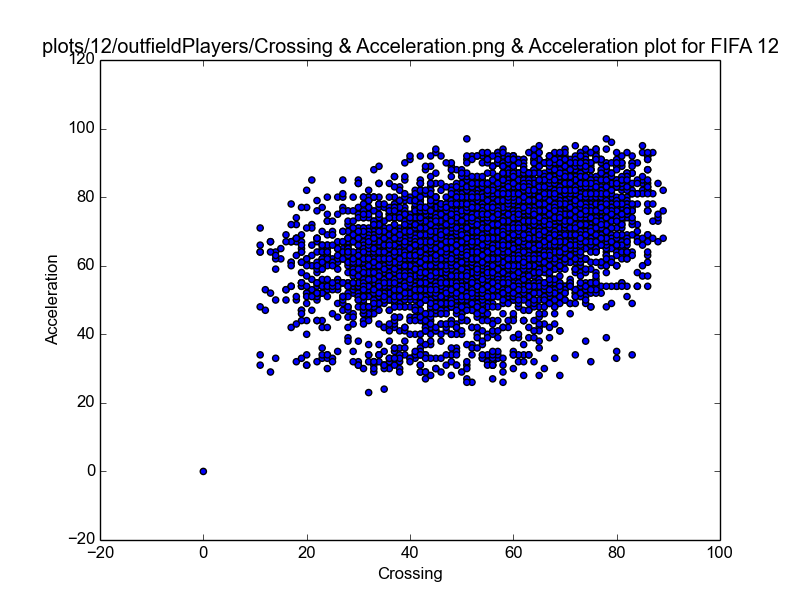 plots/12/outfieldPlayers/Crossing & Acceleration.png & Acceleration plot for FIFA 12
120
100
80
60
40
20
0
−20
Acceleration
−20 0 20 40 60 80 100
Crossing